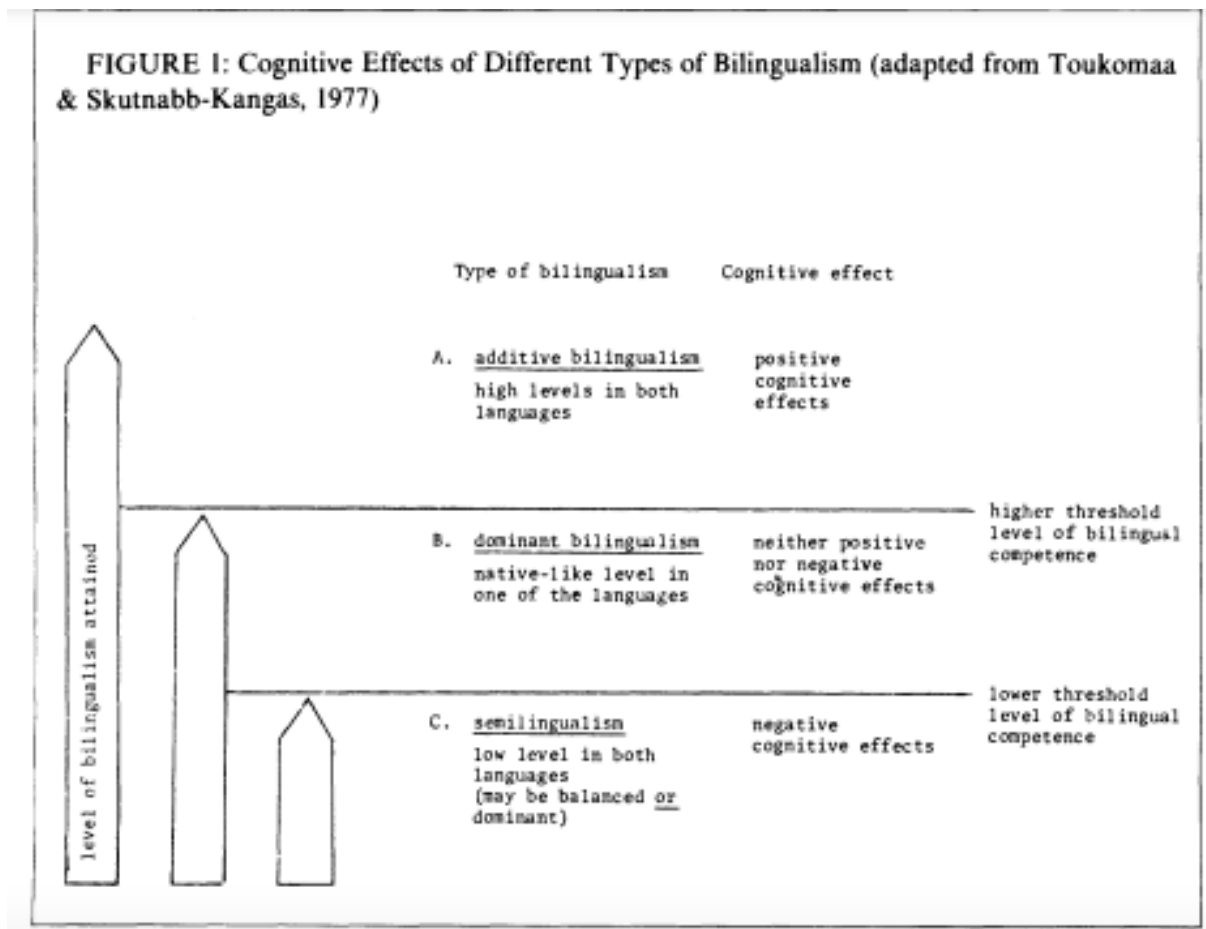 FIGURE 1: Cognitive Effects of Different Types of Bilingualism (adapted from Toukomaa
& Skutnabb-Kangas, 1977)
Type of bilingualism Cognitive effect
A. additive bilingualism positive
cognitive
high levels in both effects
languages
higher threshold
level of bilingual
competence
B. dominant bilingualism neither positive
nor negative
native-like level in cognitive effects
one of the languages
lower threshold
level of bilingual
competence
C. semilingualism negative
cognitive effects
low level in both
languages
(may be balanced or
dominant)
level of bilingualism attained